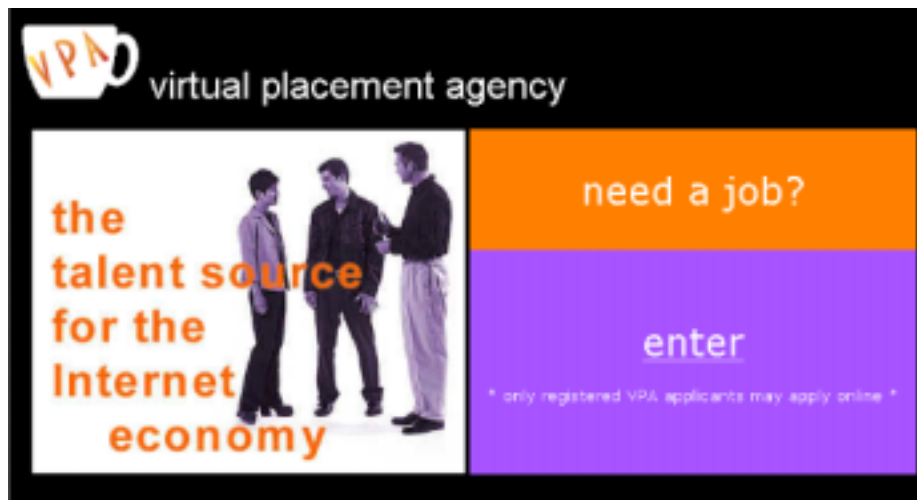 VPA
virtual placement agency
the
talent source
for the
Internet
economy
need a job?
enter
* only registered VPA applicants may apply online *